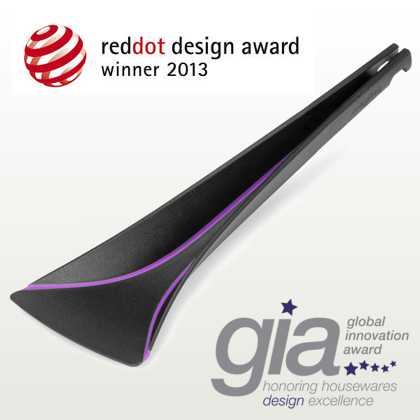 reddot design award
winner 2013
gia
global
innovation
award
honoring housewares
design excellence